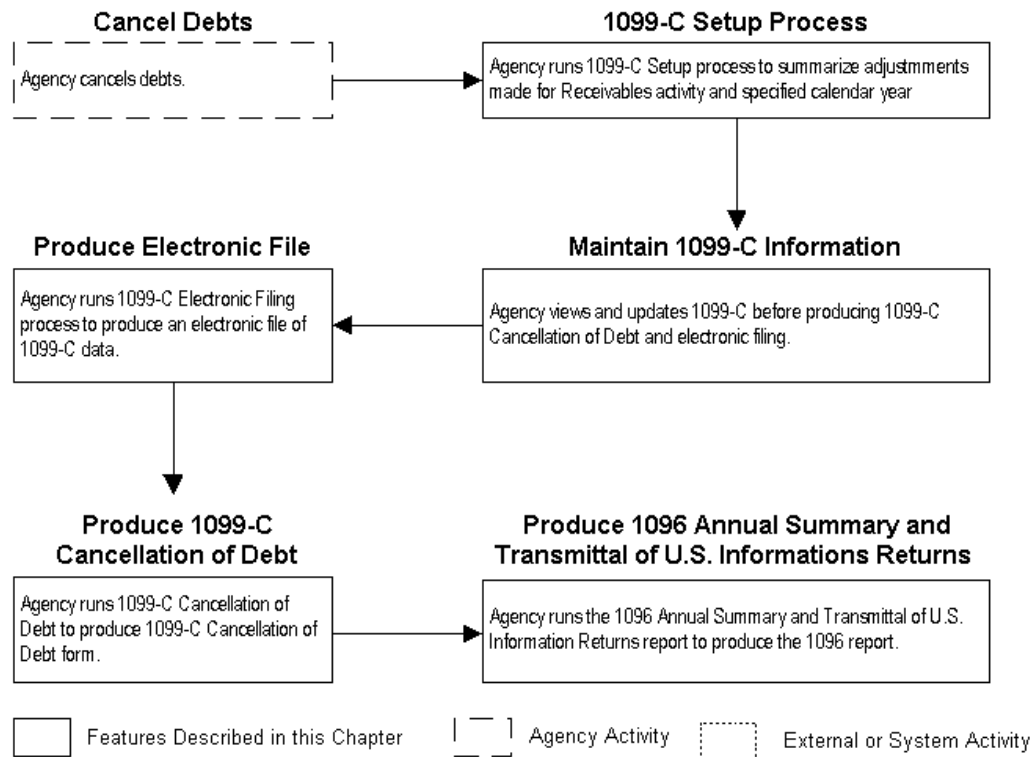 Cancel Debts
Agency cancels debts.
1099-C Setup Process
Agency runs 1099-C Setup process to summarize adjustmments
made for Receivables activity and specified calendar year
Produce Electronic File
Agency runs 1099-C Electronic Filing
process to produce an electronic file of
1099-C data.
Maintain 1099-C Information
Agency views and updates 1099-C before producing 1099-C
Cancellation of Debt and electronic filing.
Produce 1099-C
Cancellation of Debt
Agency runs 1099-C Cancellation of
Debt to produce 1099-C Cancellation of
Debt form.
Produce 1096 Annual Summary and
Transmittal of U.S. Informations Returns
Agency runs the 1096 Annual Summary and Transmittal of U.S.
Information Returns report to produce the 1096 report.
Features Described in this Chapter
Agency Activity
External or System Activity